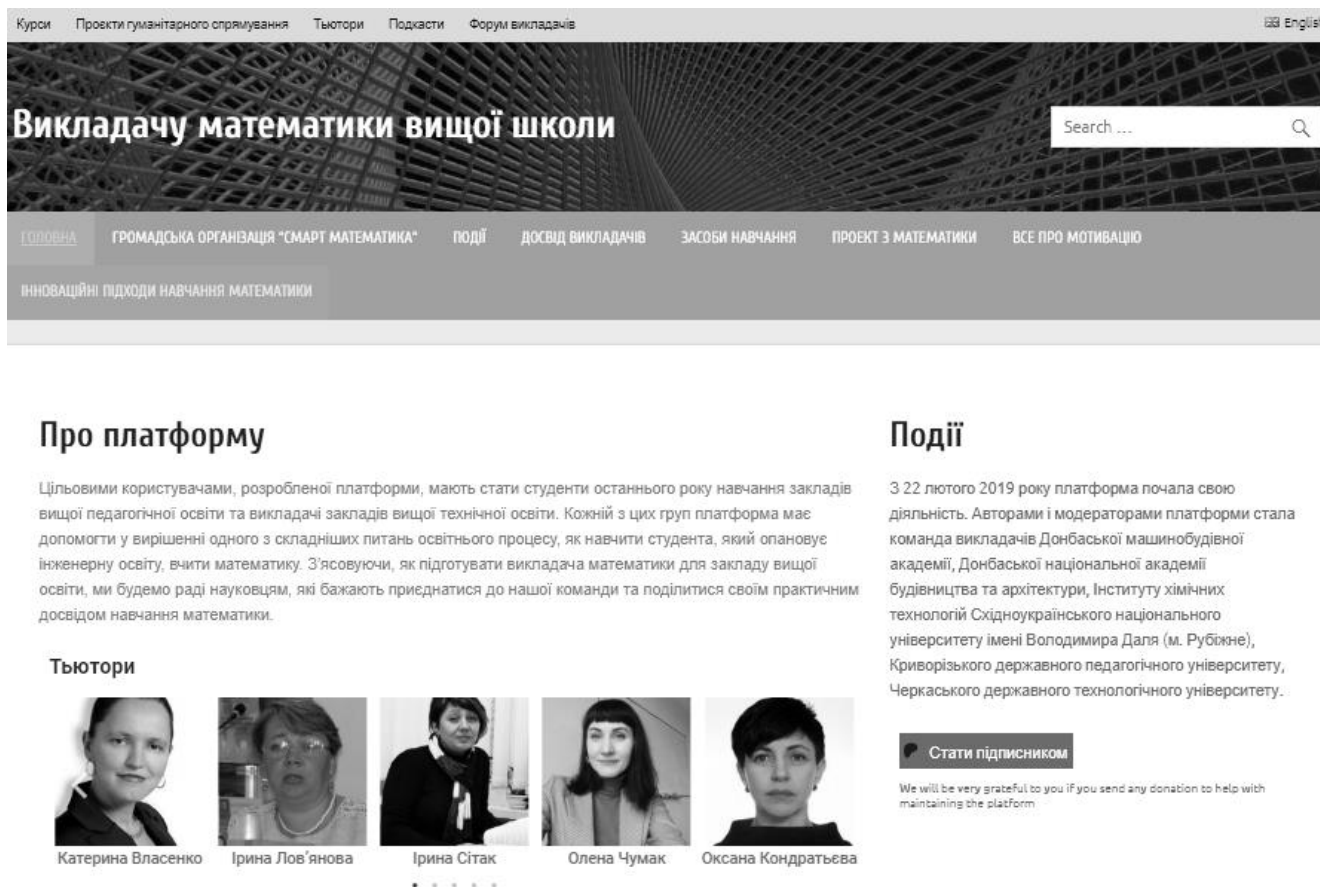 Курси Проєкти гуманітарного спрямування Тьютори Подкасти Форум викладачів
Englis
Викладачу математики вищої школи
Search ...
ГОЛОВНА ГРОМАДСЬКА ОРГАНІЗАЦІЯ "СМАРТ МАТЕМАТИКА" ПОДІЇ ДОСВІД ВИКЛАДАЧІВ ЗАСОБИ НАВЧАННЯ ПРОЕКТ З МАТЕМАТИКИ ВСЕ ПРО МОТИВАЦІЮ
ІННОВАЦІЙНІ ПІДХОДИ НАВЧАННЯ МАТЕМАТИКИ
Про платформу
Цільовими користувачами, розробленої платформи, мають стати студенти останнього року навчання закладів
вищої педагогічної освіти та викладачі закладів вищої технічної освіти. Кожній з цих груп платформа має
допомогти у вирішенні одного з складніших питань освітнього процесу, як навчити студента, який опановує
інженерну освіту, вчити математику. З'ясовуючи, як підготувати викладача математики для закладу вищої
освіти, ми будемо раді науковцям, які бажають приєднатися до нашої команди та поділитися своїм практичним
досвідом навчання математики.
Тьютори
Катерина Власенко Ірина Лов'янова Ірина Сітак Олена Чумак Оксана Кондратьєва
Події
З 22 лютого 2019 року платформа почала свою
діяльність. Авторами і модераторами платформи стала
команда викладачів Донбаської машинобудівної
академії, Донбаської національної академії
будівництва та архітектури, Інституту хімічних
технологій Східноукраїнського національного
університету імені Володимира Даля (м. Рубіжне),
Криворізького державного педагогічного університету,
Черкаського державного технологічного університету.
Стати підписником
We will be very grateful to you if you send any donation to help with
maintaining the platform